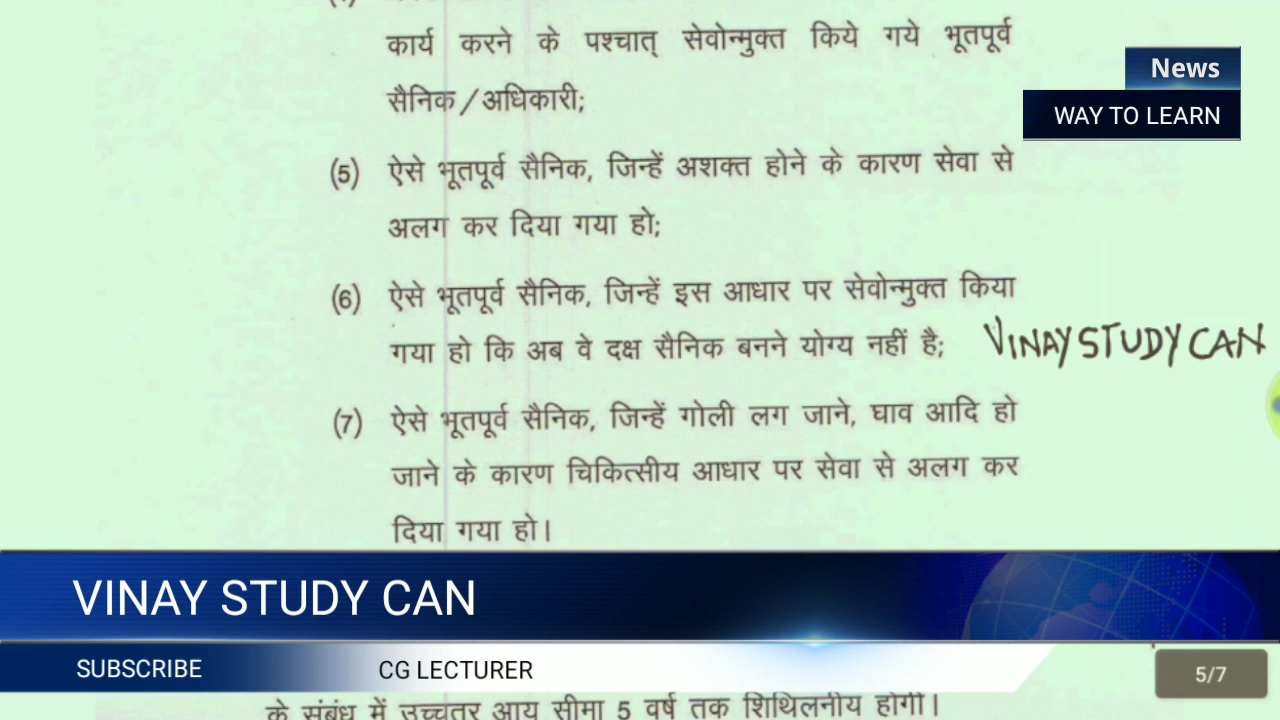 कार्य करने के पश्चात् सेवोन्मुक्त किये गये भूतपूर्व
सैनिक/अधिकारी;
News
WAY TO LEARN
(5) ऐसे भूतपूर्व सैनिक, जिन्हें अशक्त होने के कारण सेवा से
अलग कर दिया गया हो;
(6) ऐसे भूतपूर्व सैनिक, जिन्हें इस आधार पर सेवोन्मुक्त किया
गया हो कि अब वे दक्ष सैनिक बनने योग्य नहीं है;
VINAY STUDY CAN
(7) ऐसे भूतपूर्व सैनिक, जिन्हें गोली लग जाने, घाव आदि हो
जाने के कारण चिकित्सीय आधार पर सेवा से अलग कर
दिया गया हो।
VINAY STUDY CAN
SUBSCRIBE CG LECTURER
5/7
के संबंध में उच्चतर आयु सीमा 5 वर्ष तक शिथिलनीय होगी।